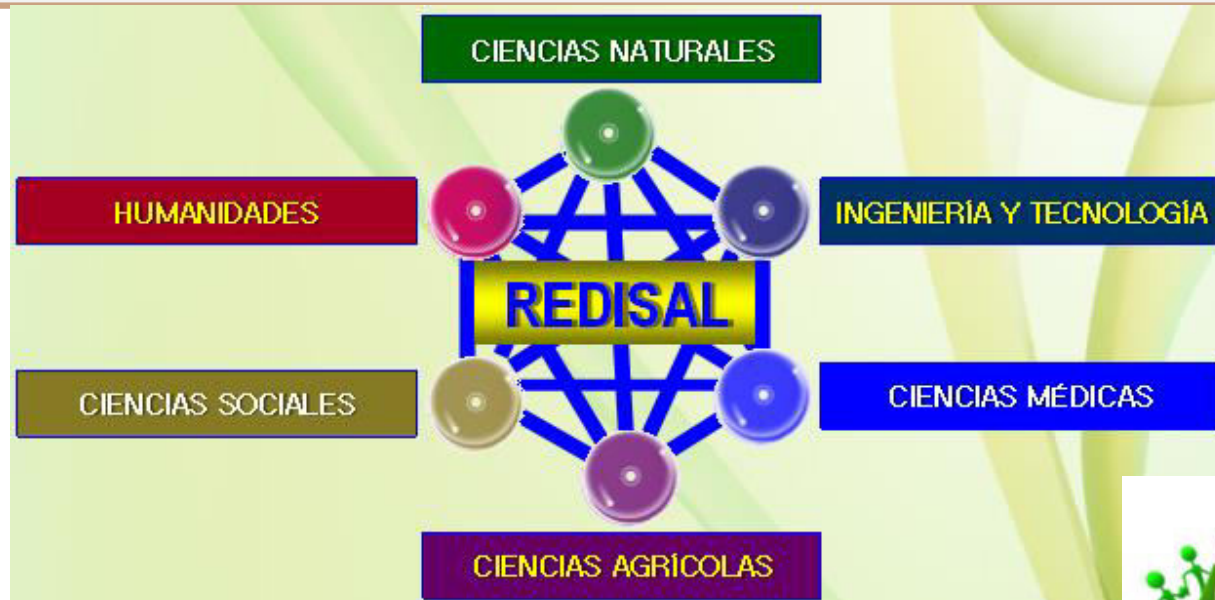 CIENCIAS NATURALES
HUMANIDADES
INGENIERÍA Y TECNOLOGÍA
REDISAL
CIENCIAS SOCIALES
CIENCIAS MÉDICAS
CIENCIAS AGRÍCOLAS